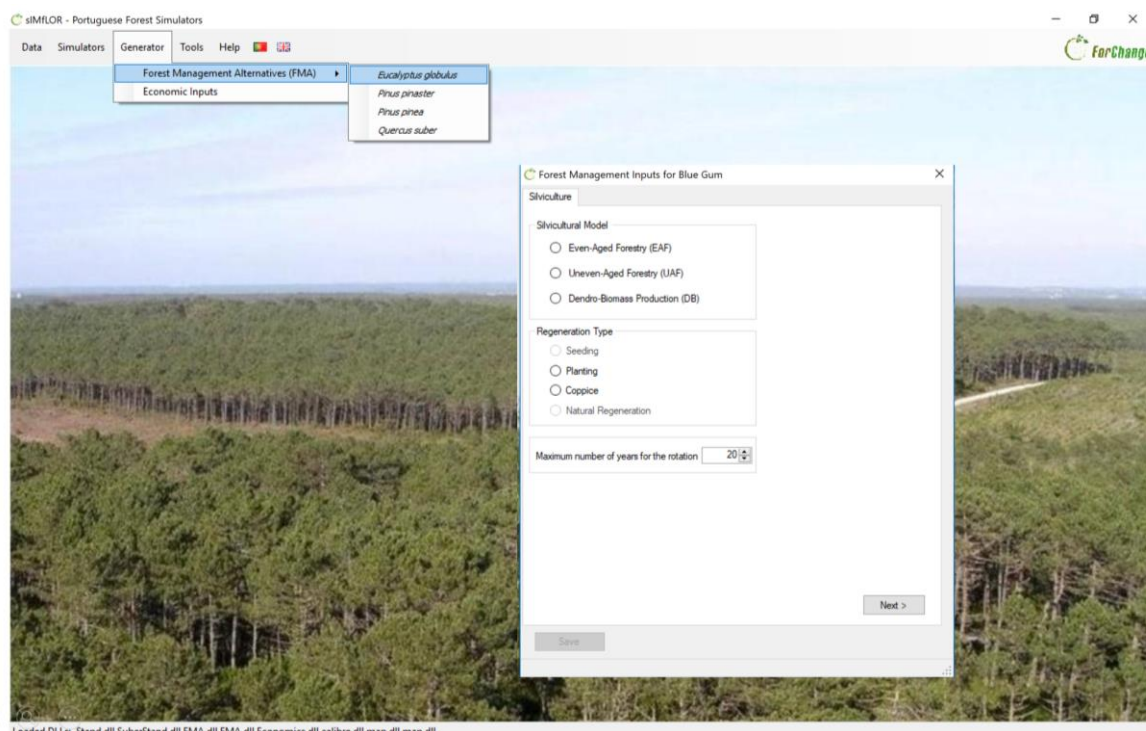 sIMfLOR - Portuguese Forest Simulators
Data Simulators Generator Tools Help
ForChange
Forest Management Alternatives (FMA)
Economic Inputs
Eucalyptus globulus
Pinus pinaster
Pinus pinea
Quercus suber
Forest Management Inputs for Blue Gum
Silviculture
Silvicultural Model
Even-Aged Forestry (EAF)
Uneven-Aged Forestry (UAF)
Dendro-Biomass Production (DB)
Regeneration Type
Seeding
Planting
Coppice
Natural Regeneration
Maximum number of years for the rotation 20
Next >
Save